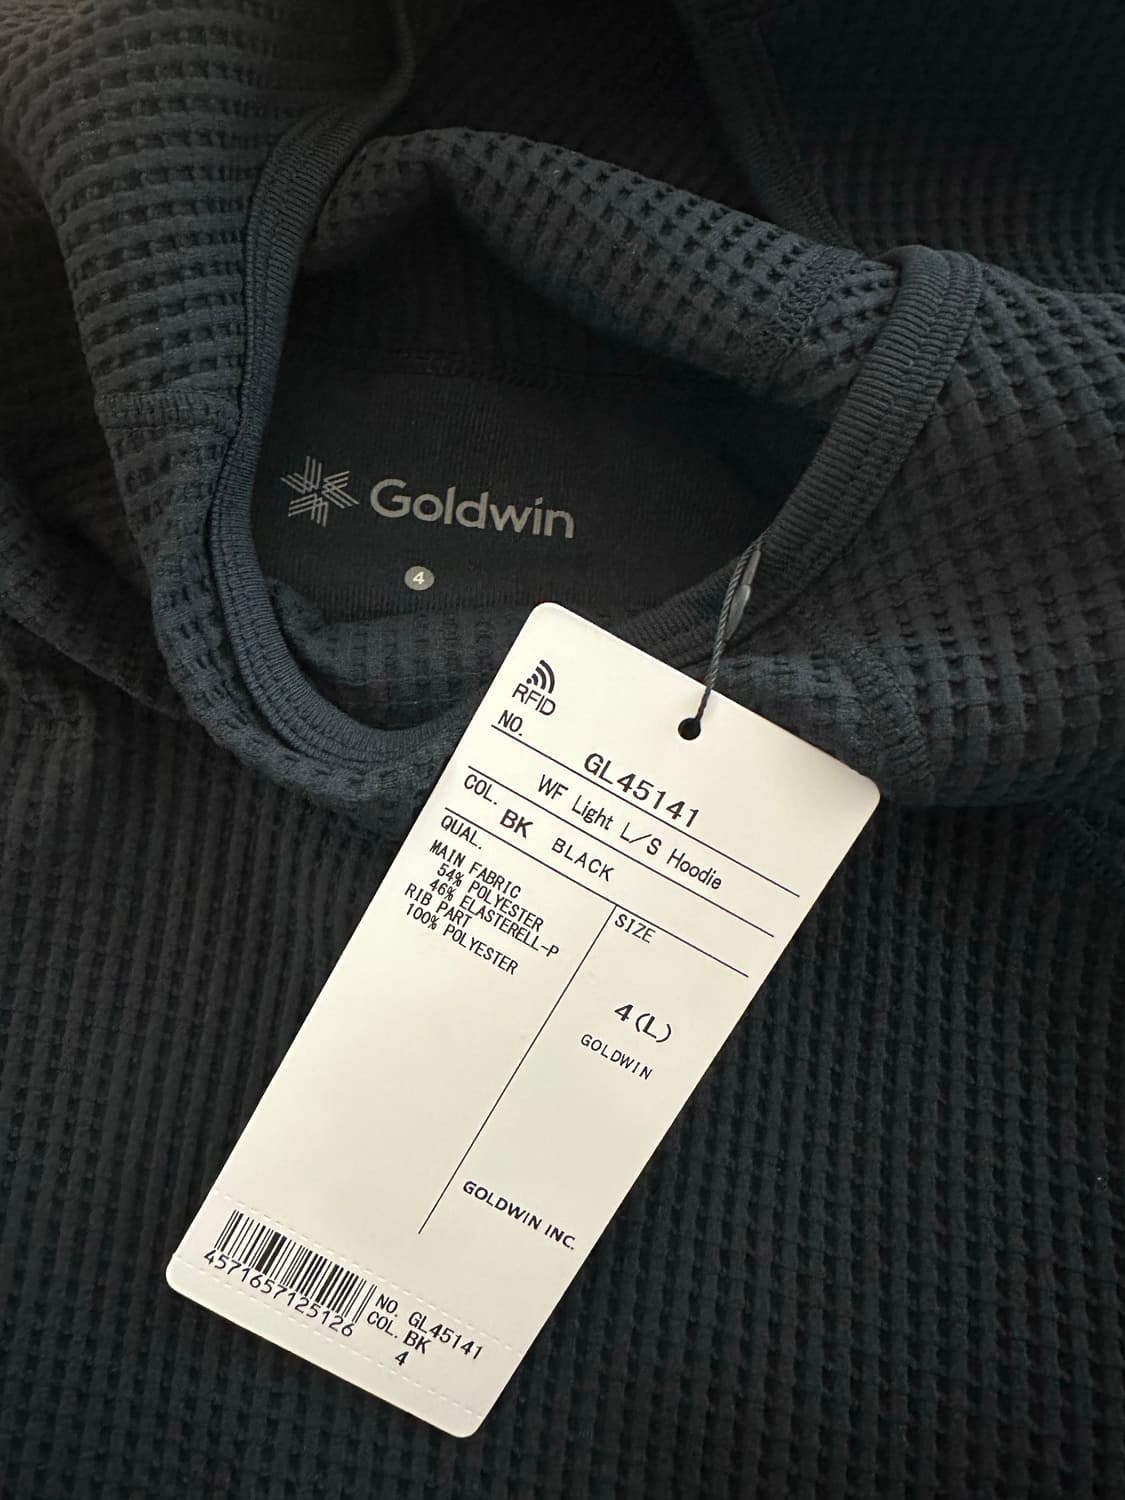 Goldwin
4
RFID
NO.
GL45141
WF Light L/S Hoodie
COL. BK BLACK
QUAL.
MAIN FABRIC
54% POLYESTER
46% ELASTERELL-P
RIB PART
100% POLYESTER
SIZE
4(L)
GOLDWIN
GOLDWIN INC.
4571657125126
NO. GL45141
COL. BK
4